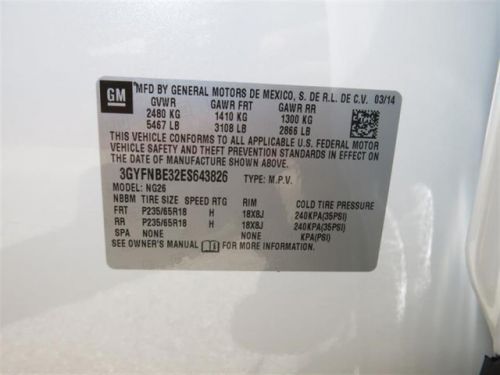 GM MFD BY GENERAL MOTORS DE MEXICO, S. DE R.L. DE C.V. 03/14
GVWR GAWR FRT GAWR RR
2480 KG 1410 KG 1300 KG
5467 LB 3108 LB 2866 LB
THIS VEHICLE CONFORMS TO ALL APPLICABLE U.S. FEDERAL MOTOR
VEHICLE SAFETY AND THEFT PREVENTION STANDARDS IN EFFECT
ON THE DATE OF MANUFACTURE SHOWN ABOVE.
3GYFNBE32ES643826 TYPE: M.P.V.
MODEL: NG26
NBBM TIRE SIZE SPEED RTG RIM COLD TIRE PRESSURE
FRT P235/65R18 H 18X8J 240KPA(35PSI)
RR P235/65R18 H 18X8J 240KPA(35PSI)
SPA NONE NONE KPA(PSI)
SEE OWNER'S MANUAL FOR MORE INFORMATION.